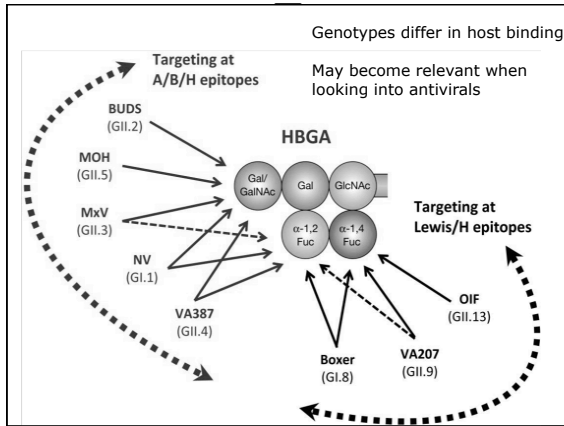 Genotypes differ in host binding
May become relevant when
looking into antivirals
Targeting at
A/B/H epitopes
BUDS
(GII.2)
HBGA
MOH
(GII.5)
Gal/
GalNAc
Gal
GlcNAc
MxV
(GII.3)
α-1,2
Fuc
α-1,4
Fuc
Targeting at
Lewis/H epitopes
NV
(GI.1)
VA387
(GII.4)
OIF
(GII.13)
Boxer
(GI.8)
VA207
(GII.9)